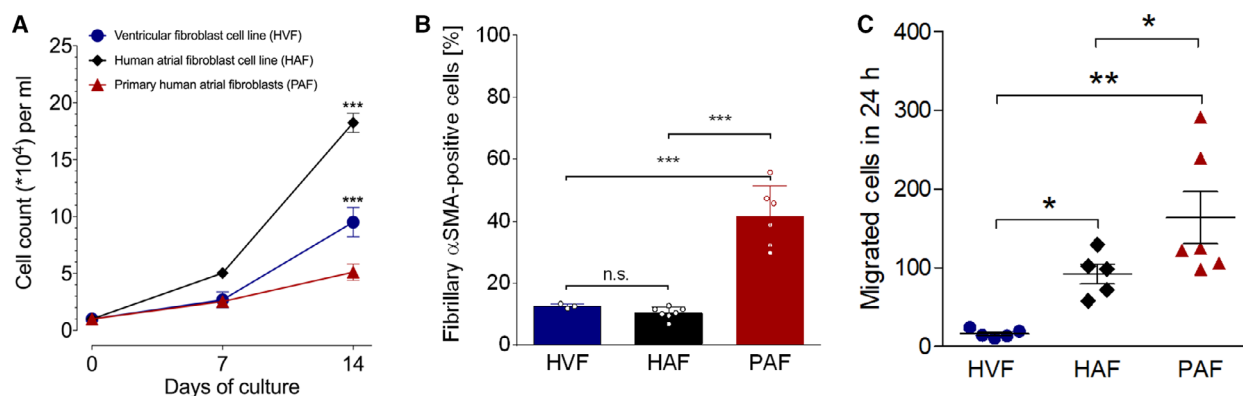 A
Ventricular fibroblast cell line (HVF)
Human atrial fibroblast cell line (HAF)
Primary human atrial fibroblasts (PAF)
Cell count (*10^4) per ml
25
20
15
10
5
0
***
***
0 7 14
Days of culture
B
Fibrillary αSMA-positive cells [%]
100
80
60
40
20
0
***
***
n.s.
HVF HAF PAF
C
Migrated cells in 24 h
400
300
200
100
0
*
**
*
HVF HAF PAF